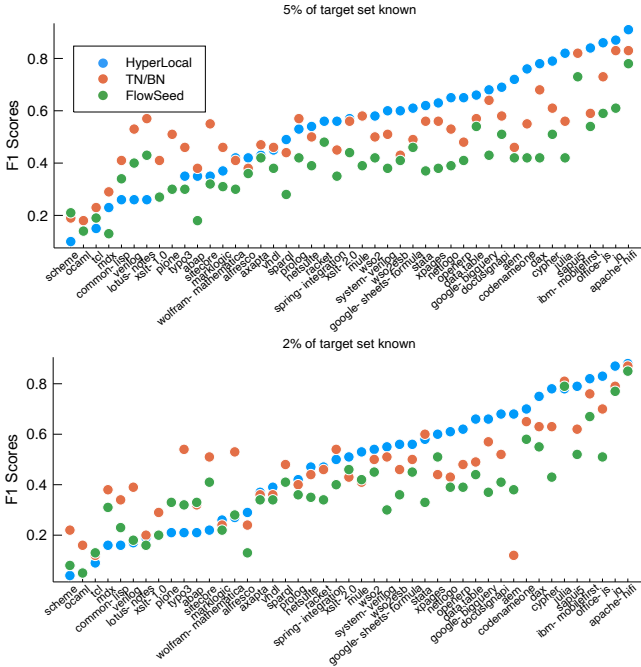 5% of target set known
0.8
0.6
0.4
0.2
F1 Scores
HyperLocal
TN/BN
FlowSeed
scheme
ocaml
tcl
mdx
common- lisp
verilog
lotus- notes
xslt- 1.0
plone
typo3
abap
sitecore
marklogic
wolfram- mathematica
alfresco
axapta
vhdl
sparql
prolog
netsuite
racket
spring- integration
xslt- 2.0
mule
wso2
system- verilog
wso2esb
google- sheets- formula
stata
xpages
netlogo
openerp
data.table
google- bigquery
docusignapi
aem
codenameone
dax
cypher
julia
sapui5
ibm- mobilefirst
office- js
jq
apache- nifi
2% of target set known
0.8
0.6
0.4
0.2
F1 Scores
scheme
ocaml
tcl
mdx
common- lisp
verilog
lotus- notes
xslt- 1.0
plone
typo3
abap
sitecore
marklogic
wolfram- mathematica
alfresco
axapta
vhdl
sparql
prolog
netsuite
racket
spring- integration
xslt- 2.0
mule
wso2
system- verilog
wso2esb
google- sheets- formula
stata
xpages
netlogo
openerp
data.table
google- bigquery
docusignapi
aem
codenameone
dax
cypher
julia
sapui5
ibm- mobilefirst
office- js
jq
apache- nifi